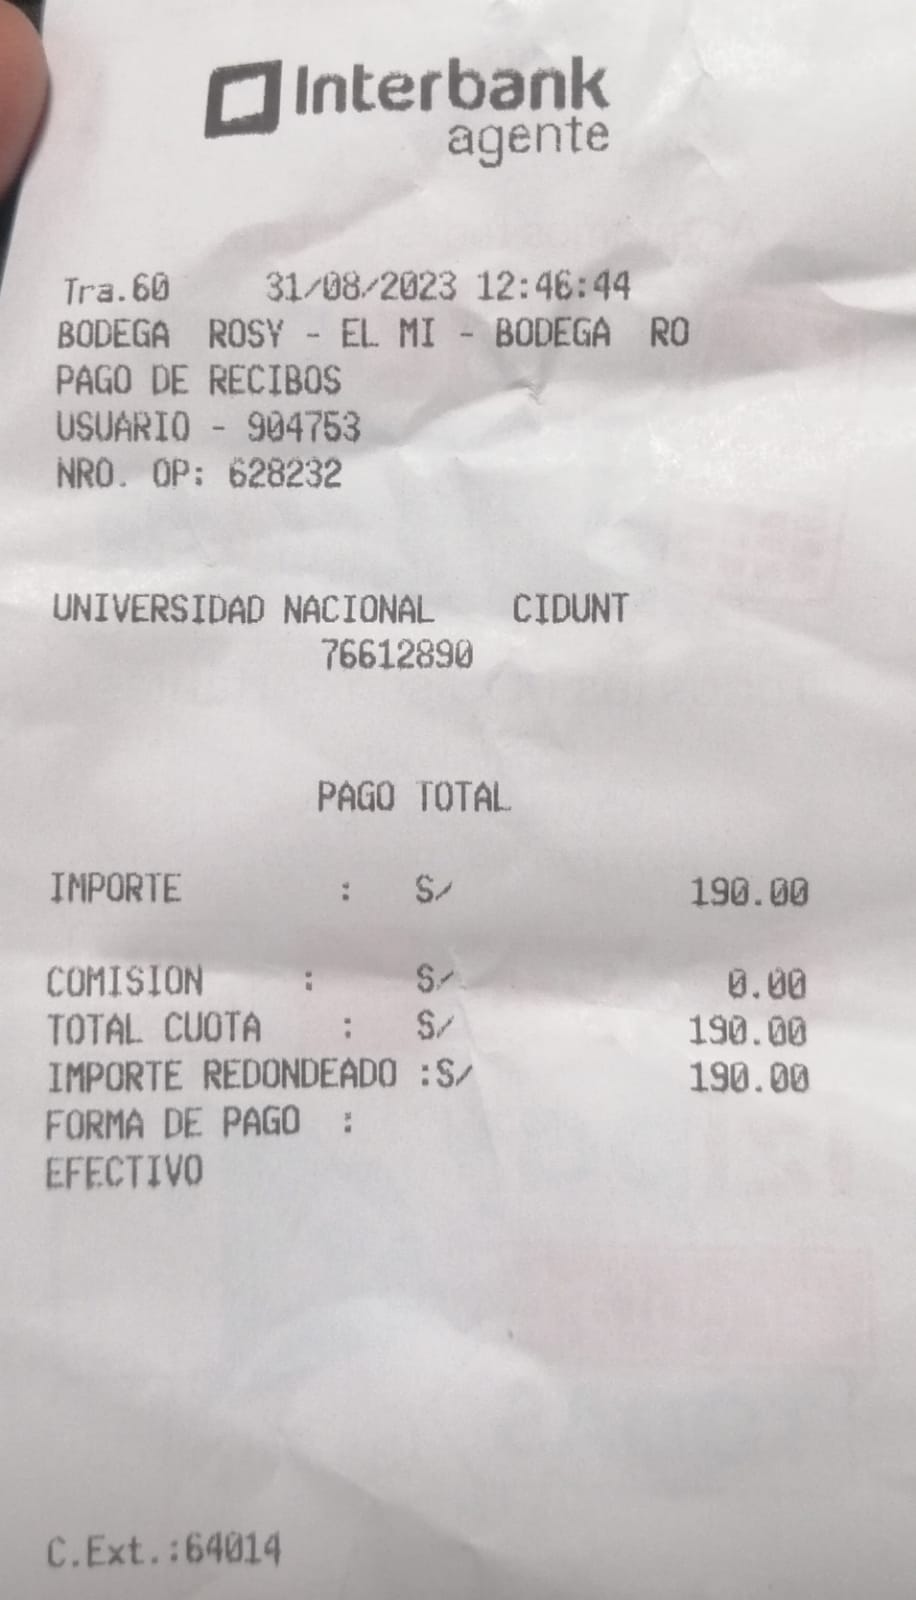 Interbank
agente
Tra.60 31/08/2023 12:46:44
BODEGA ROSY - EL MI - BODEGA RO
PAGO DE RECIBOS
USUARIO - 904753
NRO. OP: 628232
UNIVERSIDAD NACIONAL CIDUNT
76612890
PAGO TOTAL
IMPORTE : S/ 190.00
COMISION : S/ 0.00
TOTAL CUOTA : S/ 190.00
IMPORTE REDONDEADO :S/ 190.00
FORMA DE PAGO :
EFECTIVO
C.Ext.:64014